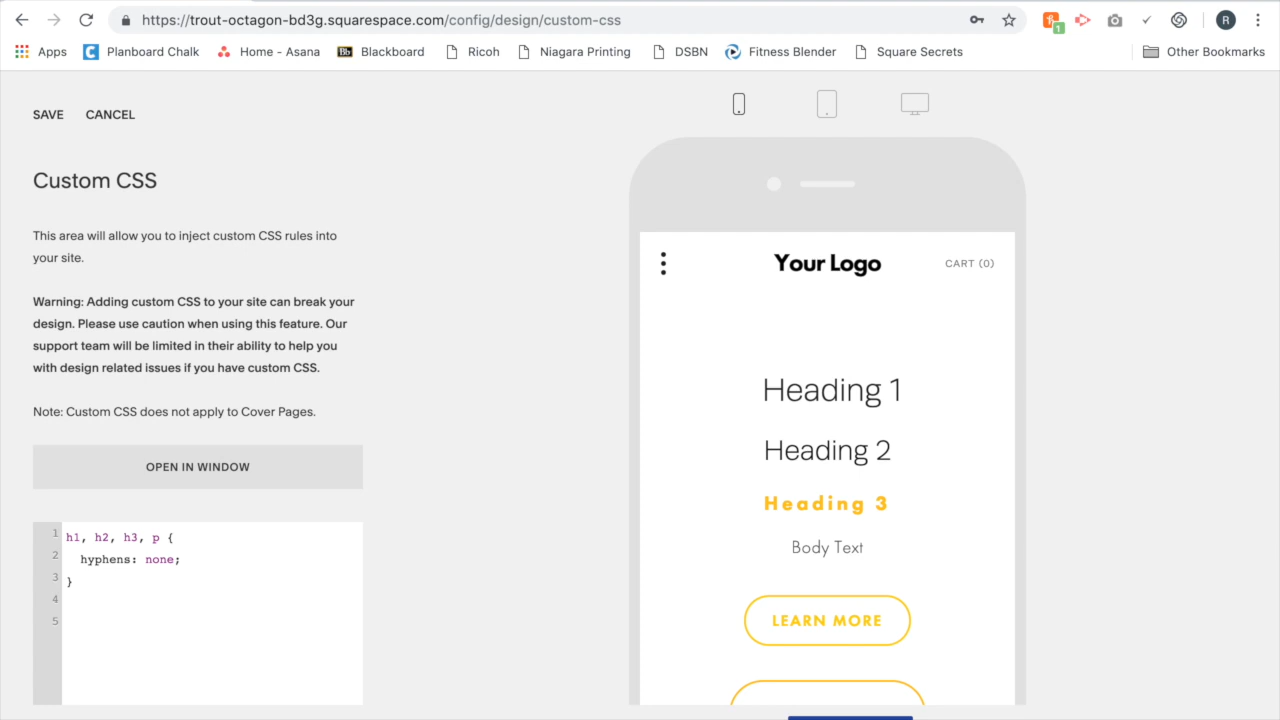 https://trout-octagon-bd3g.squarespace.com/config/design/custom-css
1
R
Apps
Planboard Chalk
Home - Asana
Bb
Blackboard
Ricoh
Niagara Printing
DSBN
Fitness Blender
Square Secrets
Other Bookmarks
SAVE CANCEL
Custom CSS
This area will allow you to inject custom CSS rules into
your site.
Warning: Adding custom CSS to your site can break your
design. Please use caution when using this feature. Our
support team will be limited in their ability to help you
with design related issues if you have custom CSS.
Note: Custom CSS does not apply to Cover Pages.
OPEN IN WINDOW
1 h1, h2, h3, p {
2 hyphens: none;
3 }
4
5
Your Logo
CART (0)
Heading 1
Heading 2
Heading 3
Body Text
LEARN MORE